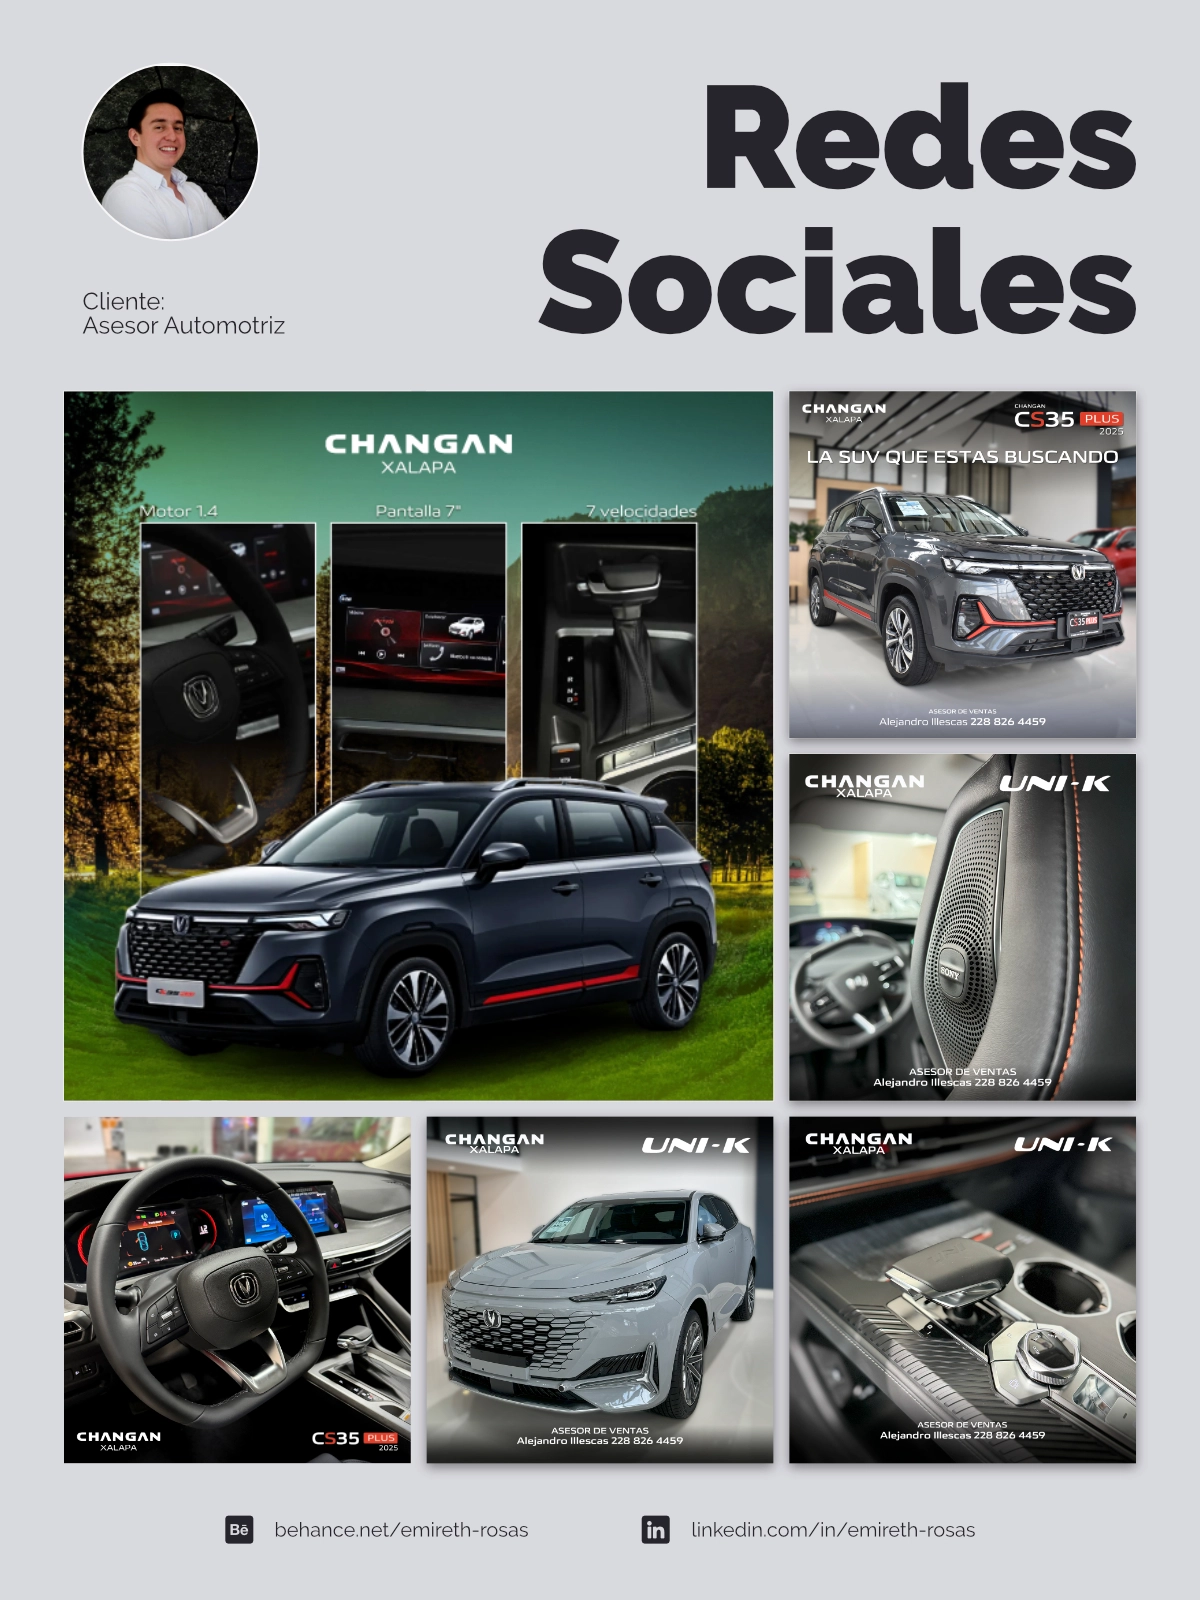 Redes
Sociales
Cliente:
Asesor Automotriz
CHANGAN
XALAPA
Motor 1.4
Pantalla 7"
7 velocidades
P
R
N
D
CHANGAN
XALAPA
CHANGAN
CS35 PLUS
2025
LA SUV QUE ESTAS BUSCANDO
CS35PLUS
ASESOR DE VENTAS
Alejandro Illescas 228 826 4459
CHANGAN
XALAPA
UNI-K
SONY
ASESOR DE VENTAS
Alejandro Illescas 228 826 4459
CHANGAN
XALAPA
CS35 PLUS
2025
CHANGAN
XALAPA
UNI-K
ASESOR DE VENTAS
Alejandro Illescas 228 826 4459
CHANGAN
XALAPA
UNI-K
ASESOR DE VENTAS
Alejandro Illescas 228 826 4459
Bē behance.net/emireth-rosas
in linkedin.com/in/emireth-rosas